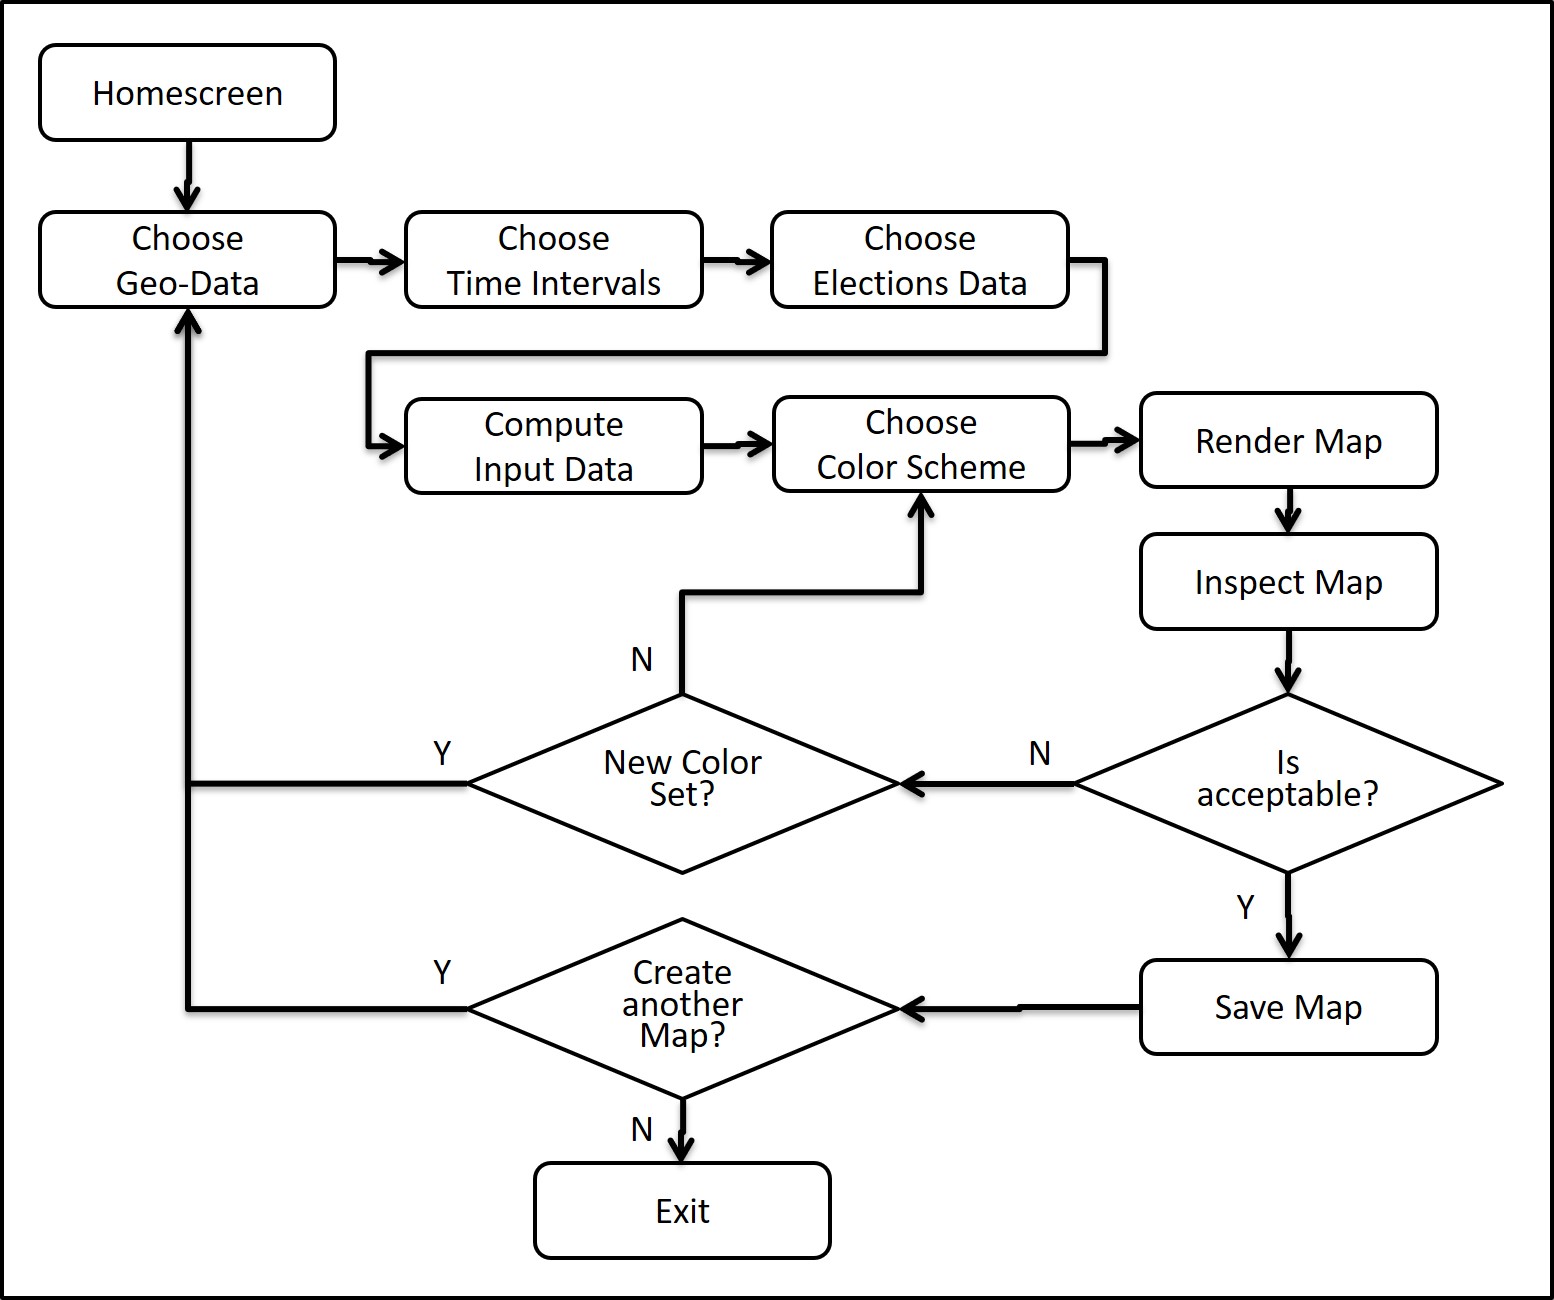 Homescreen
Choose
Geo-Data
Choose
Time Intervals
Choose
Elections Data
Compute
Input Data
Choose
Color Scheme
Render Map
Inspect Map
N
Y
New Color
Set?
N
Is
acceptable?
Y
Y
Create
another
Map?
Save Map
N
Exit